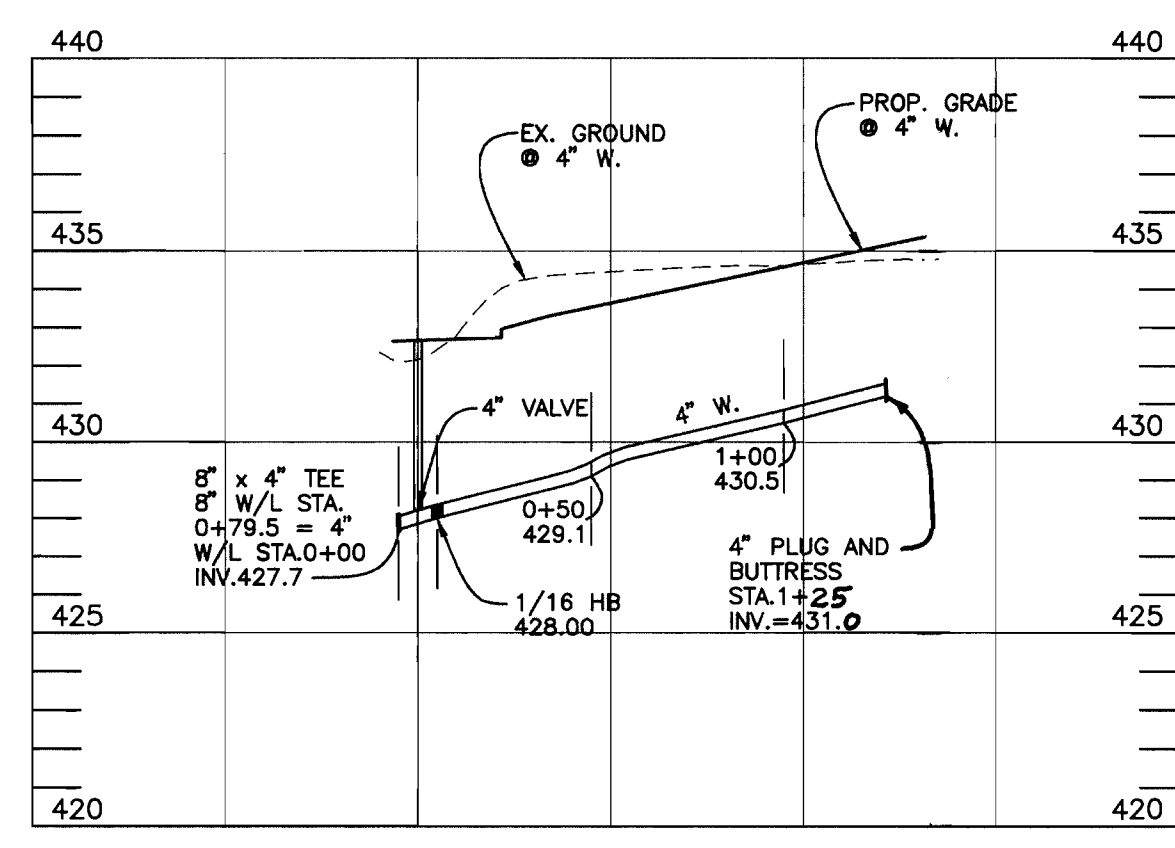 440
440
EX. GROUND
@ 4" W.
PROP. GRADE
@ 4" W.
435
435
4" VALVE
4" W.
430
430
8" x 4" TEE
8" W/L STA.
0+79.5 = 4"
W/L STA.0+00
INV.427.7
0+50
429.1
1+00
430.5
1/16 HB
428.00
4" PLUG AND
BUTTRESS
STA.1+25
INV.=431.0
425
425
420
420